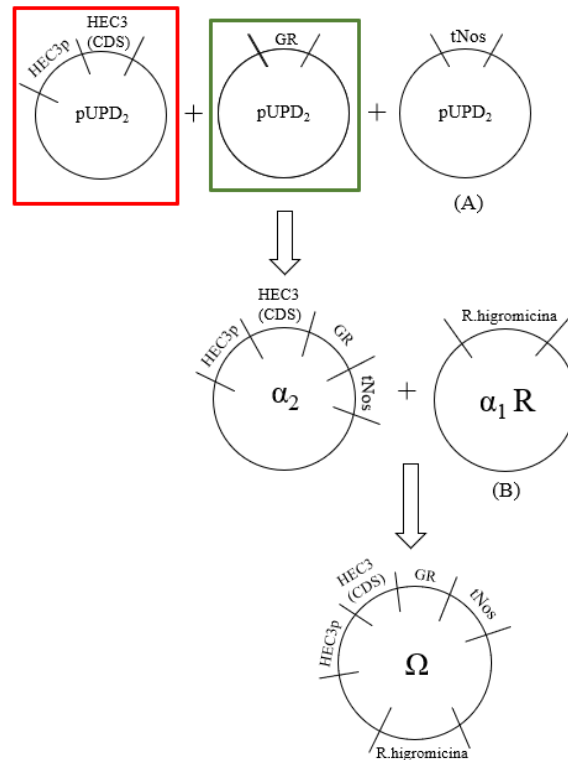 HEC3p
HEC3
(CDS)
pUPD₂
+
GR
pUPD₂
+
tNos
pUPD₂
(A)
HEC3p
HEC3
(CDS)
GR
tNos
α₂
+
R.higromicina
α₁ R
(B)
HEC3p
HEC3
(CDS)
GR
tNos
Ω
R.higromicina